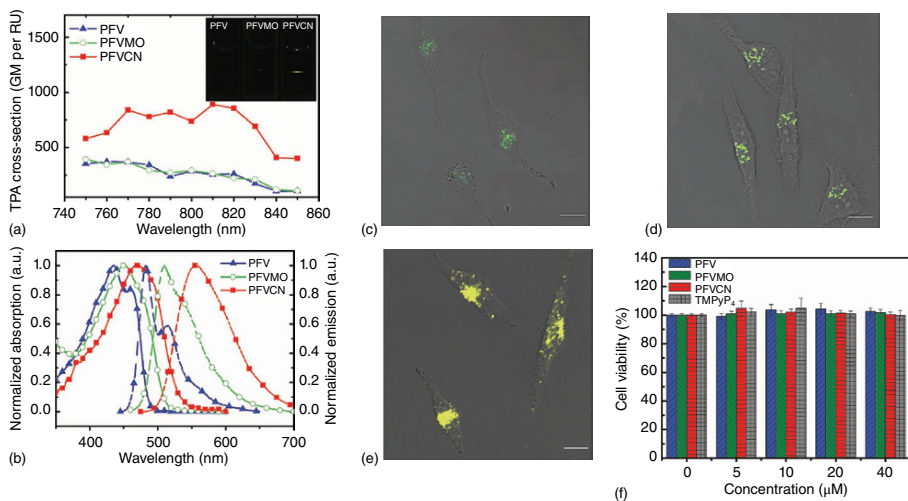 PFV PFVMO PFVCN
PFV
PFVMO
PFVCN
TPA cross-section (GM per RU)
1500
1000
750
500
250
740 760 780 800 820 840 860
Wavelength (nm)
(a)
(c)
(d)
Normalized absorption (a.u.)
1.0
0.8
0.6
0.4
0.2
0.0
PFV
PFVMO
PFVCN
1.0
0.8
0.6
0.4
0.2
0.0
Normalized emission (a.u.)
400 500 600 700
Wavelength (nm)
(b)
(e)
Cell viability (%)
140
120
100
80
60
40
20
0
PFV
PFVMO
PFVCN
TMPyP4
0 5 10 20 40
Concentration (μM)
(f)